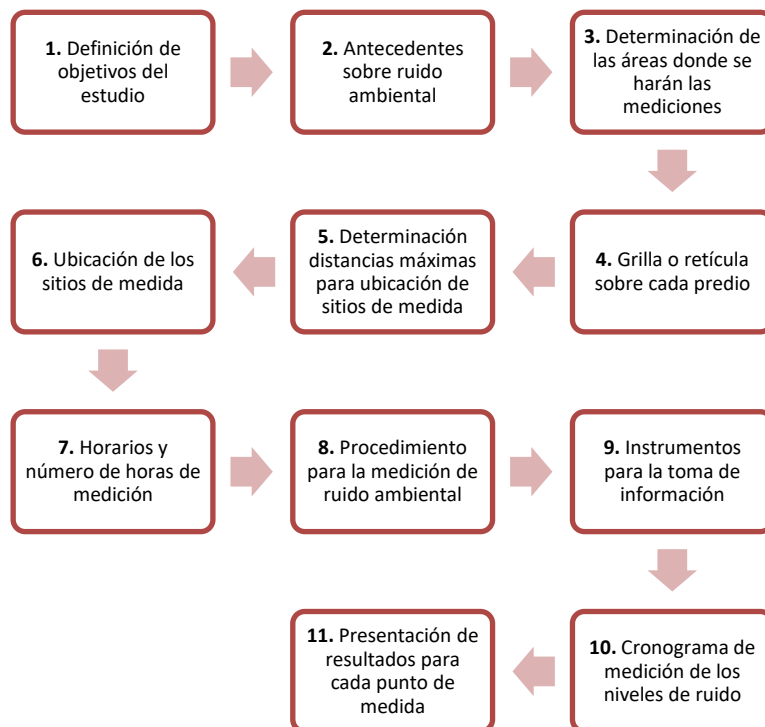 1. Definición de
objetivos del
estudio
2. Antecedentes
sobre ruido
ambiental
3. Determinación de
las áreas donde se
harán las
mediciones
4. Grilla o retícula
sobre cada predio
5. Determinación
distancias máximas
para ubicación de
sitios de medida
6. Ubicación de los
sitios de medida
7. Horarios y
número de horas de
medición
8. Procedimiento
para la medición de
ruido ambiental
9. Instrumentos
para la toma de
información
10. Cronograma de
medición de los
niveles de ruido
11. Presentación de
resultados para
cada punto de
medida